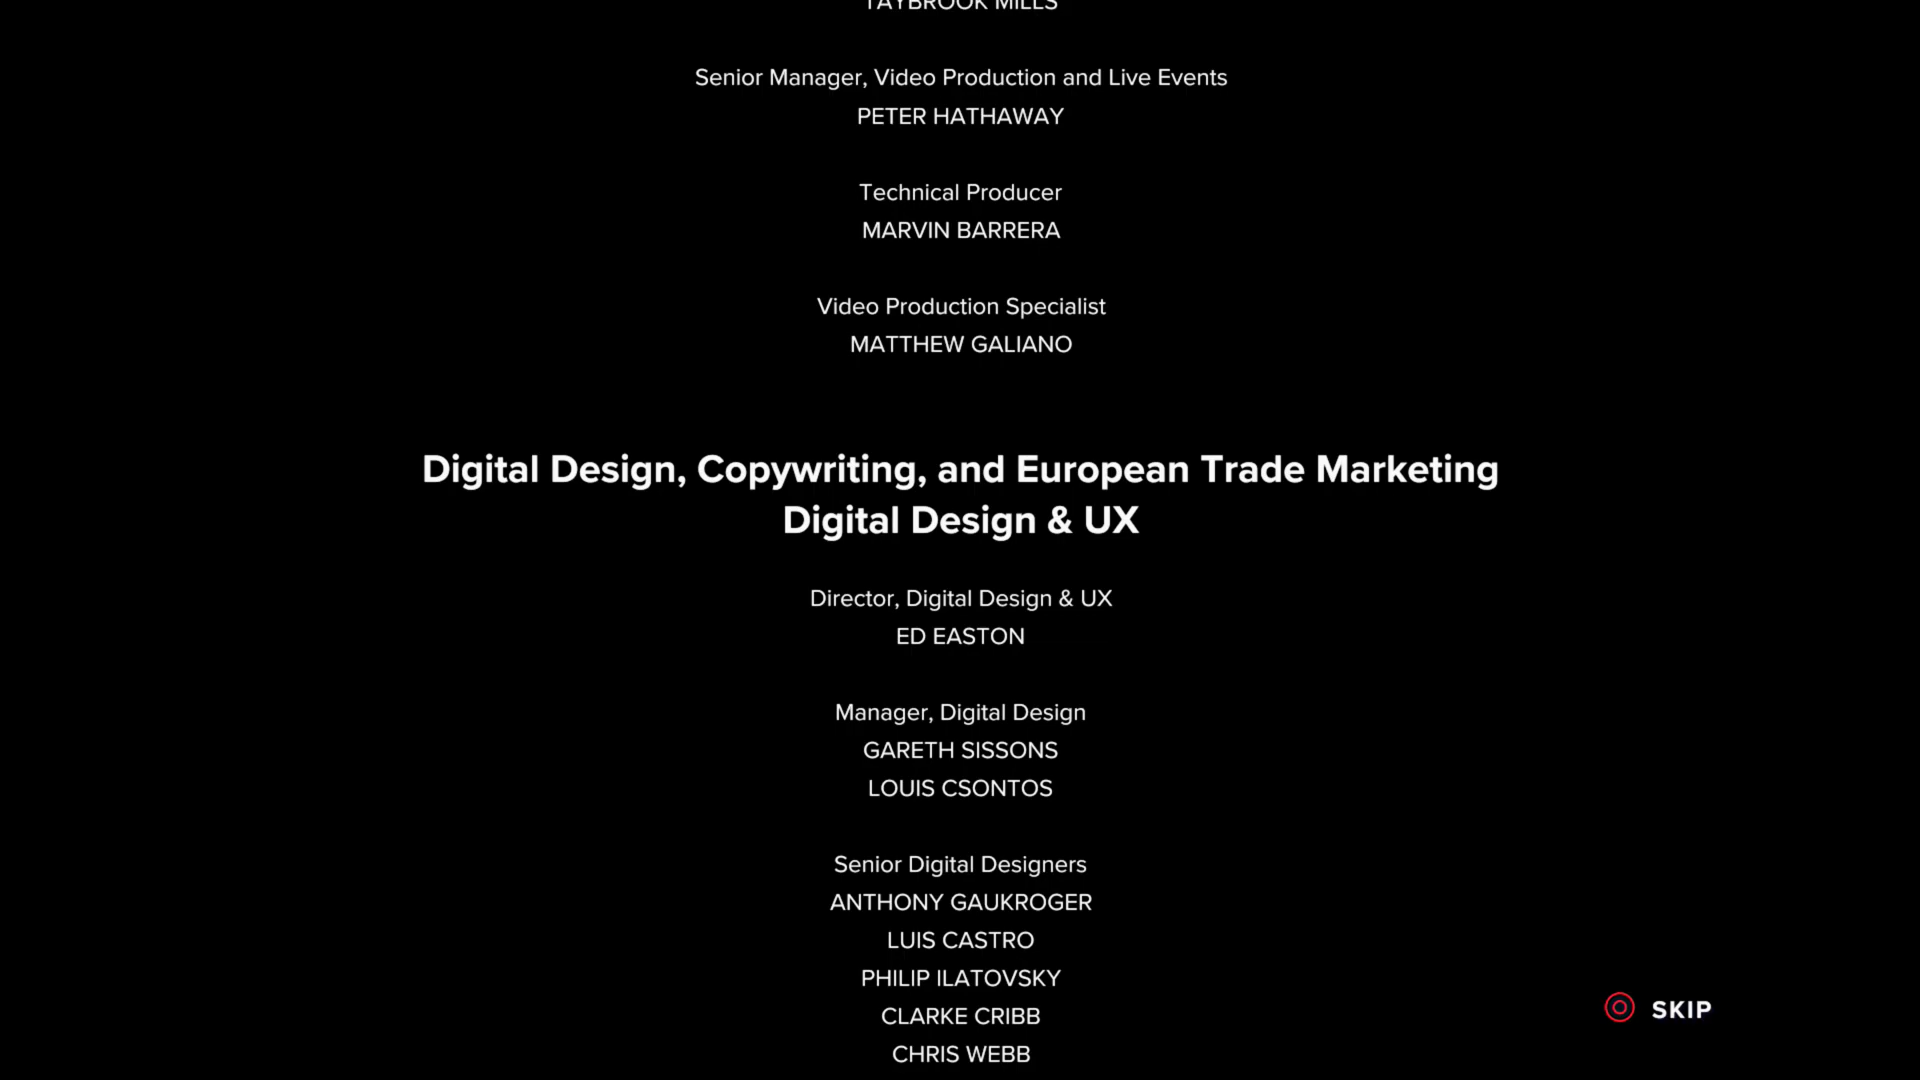 TAYBROOK MILLS
Senior Manager, Video Production and Live Events
PETER HATHAWAY
Technical Producer
MARVIN BARRERA
Video Production Specialist
MATTHEW GALIANO
Digital Design, Copywriting, and European Trade Marketing
Digital Design & UX
Director, Digital Design & UX
ED EASTON
Manager, Digital Design
GARETH SISSONS
LOUIS CSONTOS
Senior Digital Designers
ANTHONY GAUKROGER
LUIS CASTRO
PHILIP ILATOVSKY
CLARKE CRIBB
CHRIS WEBB
SKIP